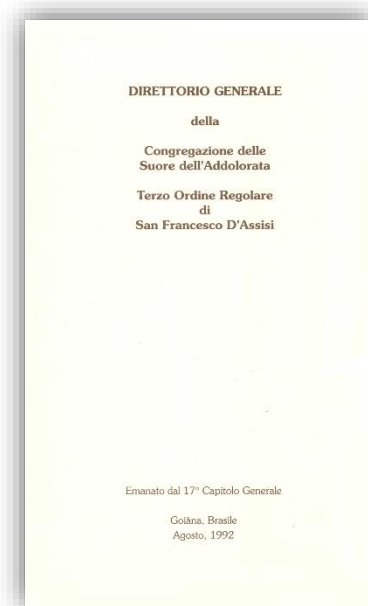 DIRETTORIO GENERALE
della
Congregazione delle
Suore dell'Addolorata
Terzo Ordine Regolare
di
San Francesco D'Assisi
Emanato dal 17° Capitolo Generale
Goiâna, Brasile
Agosto, 1992